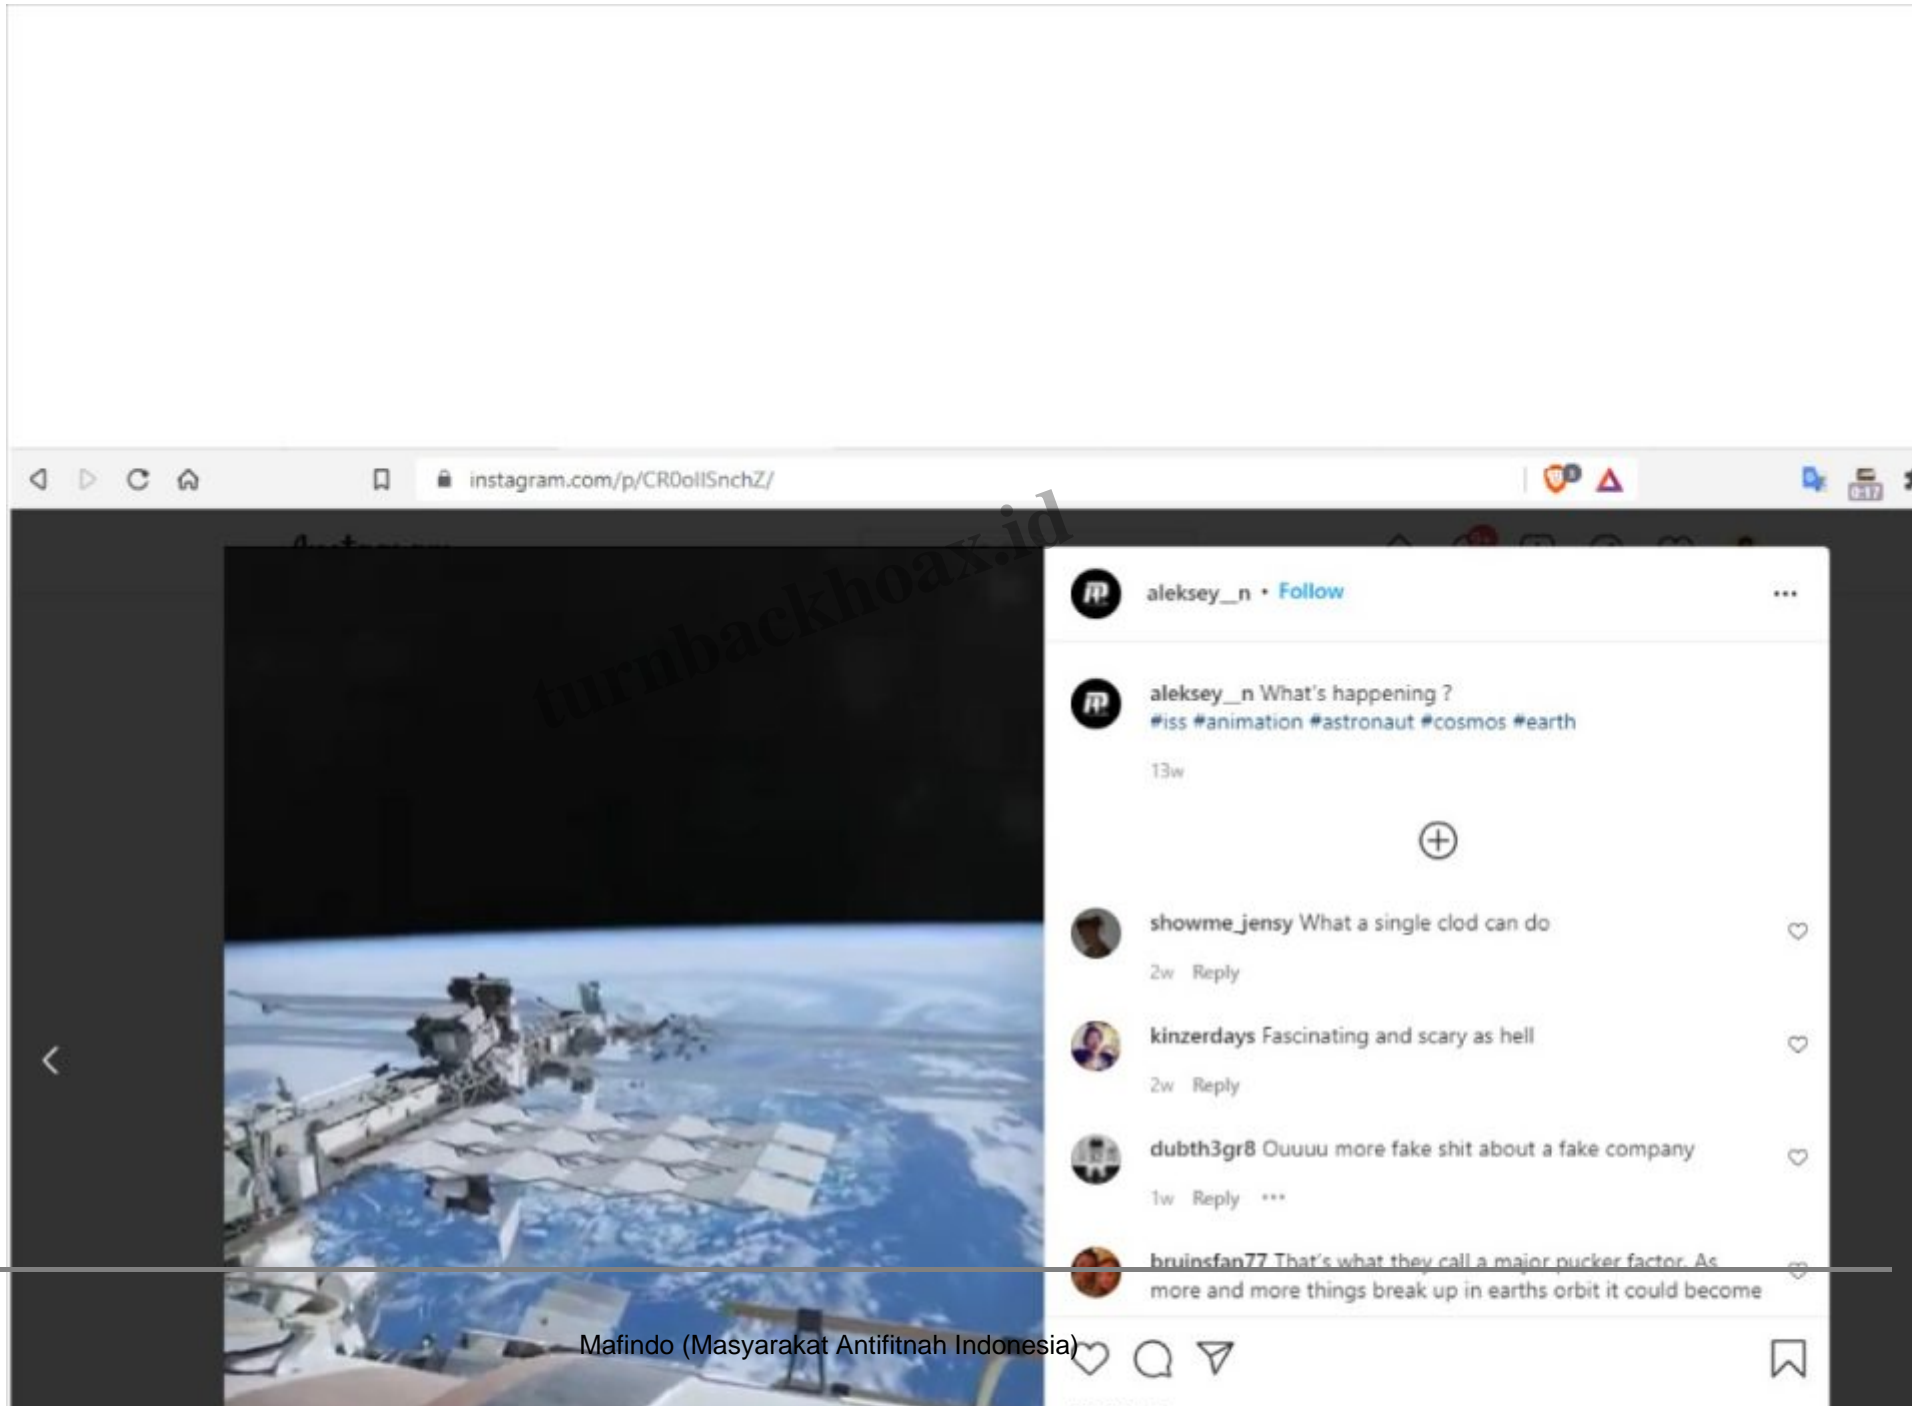 instagram.com/p/CR0ollSnchZ/
turnbackhoax.id
aleksey__n • Follow
aleksey__n What's happening ?
#iss #animation #astronaut #cosmos #earth
13w
showme_jensy What a single clod can do
2w Reply
kinzerdays Fascinating and scary as hell
2w Reply
dubth3gr8 Ouuuu more fake shit about a fake company
1w Reply
bruinsfan77 That's what they call a major pucker factor. As
more and more things break up in earths orbit it could become
Mafindo (Masyarakat Antifitnah Indonesia)